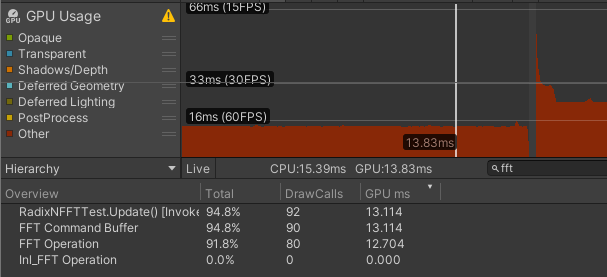 GPU Usage
Opaque
Transparent
Shadows/Depth
Deferred Geometry
Deferred Lighting
PostProcess
Other
66ms (15FPS)
33ms (30FPS)
16ms (60FPS)
13.83ms
Hierarchy Live CPU:15.39ms GPU:13.83ms fft
Overview Total DrawCalls GPU ms
RadixNFFTTest.Update() [Invoke 94.8% 92 13.114
FFT Command Buffer 94.8% 90 13.114
FFT Operation 91.8% 80 12.704
Inl_FFT Operation 0.0% 0 0.000